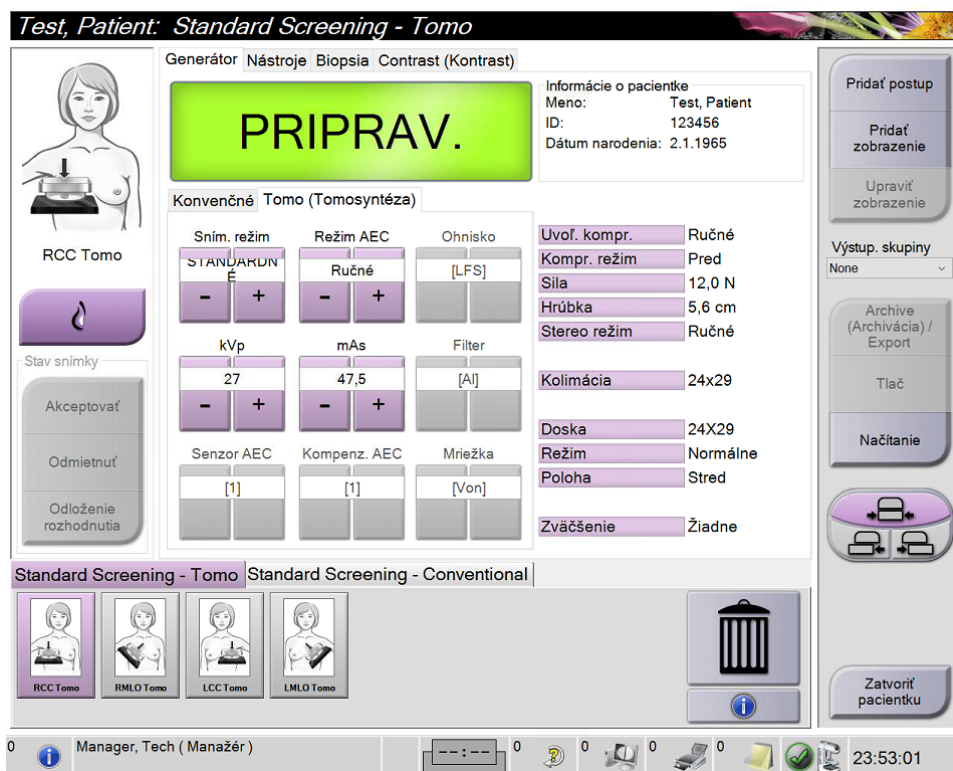 Test, Patient: Standard Screening - Tomo
Generátor Nástroje Biopsia Contrast (Kontrast)
PRIPRAV.
Informácie o pacientke
Meno: Test, Patient
ID: 123456
Dátum narodenia: 2.1.1965
RCC Tomo
Stav snímky
Akceptovať
Odmietnuť
Odloženie
rozhodnutia
Konvenčné Tomo (Tomosyntéza)
Sním. režim Režim AEC Ohnisko
STANDARDN
É
Ručné [LFS]
- + - +
kVp mAs Filter
27 47,5 [Al]
- + - +
Senzor AEC Kompenz. AEC Mriežka
[1] [1] [Von]
Uvoľ. kompr. Ručné
Kompr. režim Pred
Sila 12,0 N
Hrúbka 5,6 cm
Stereo režim Ručné
Kolimácia 24x29
Doska 24X29
Režim Normálne
Poloha Stred
Zväčšenie Žiadne
Pridať postup
Pridať
zobrazenie
Upraviť
zobrazenie
Výstup. skupiny
None
Archive
(Archivácia) /
Export
Tlač
Načítanie
Standard Screening - Tomo Standard Screening - Conventional
RCC Tomo RMLO Tomo LCC Tomo LMLO Tomo
Zatvoriť
pacientku
0 Manager, Tech ( Manažér ) --:-- 0 0 0 0 23:53:01